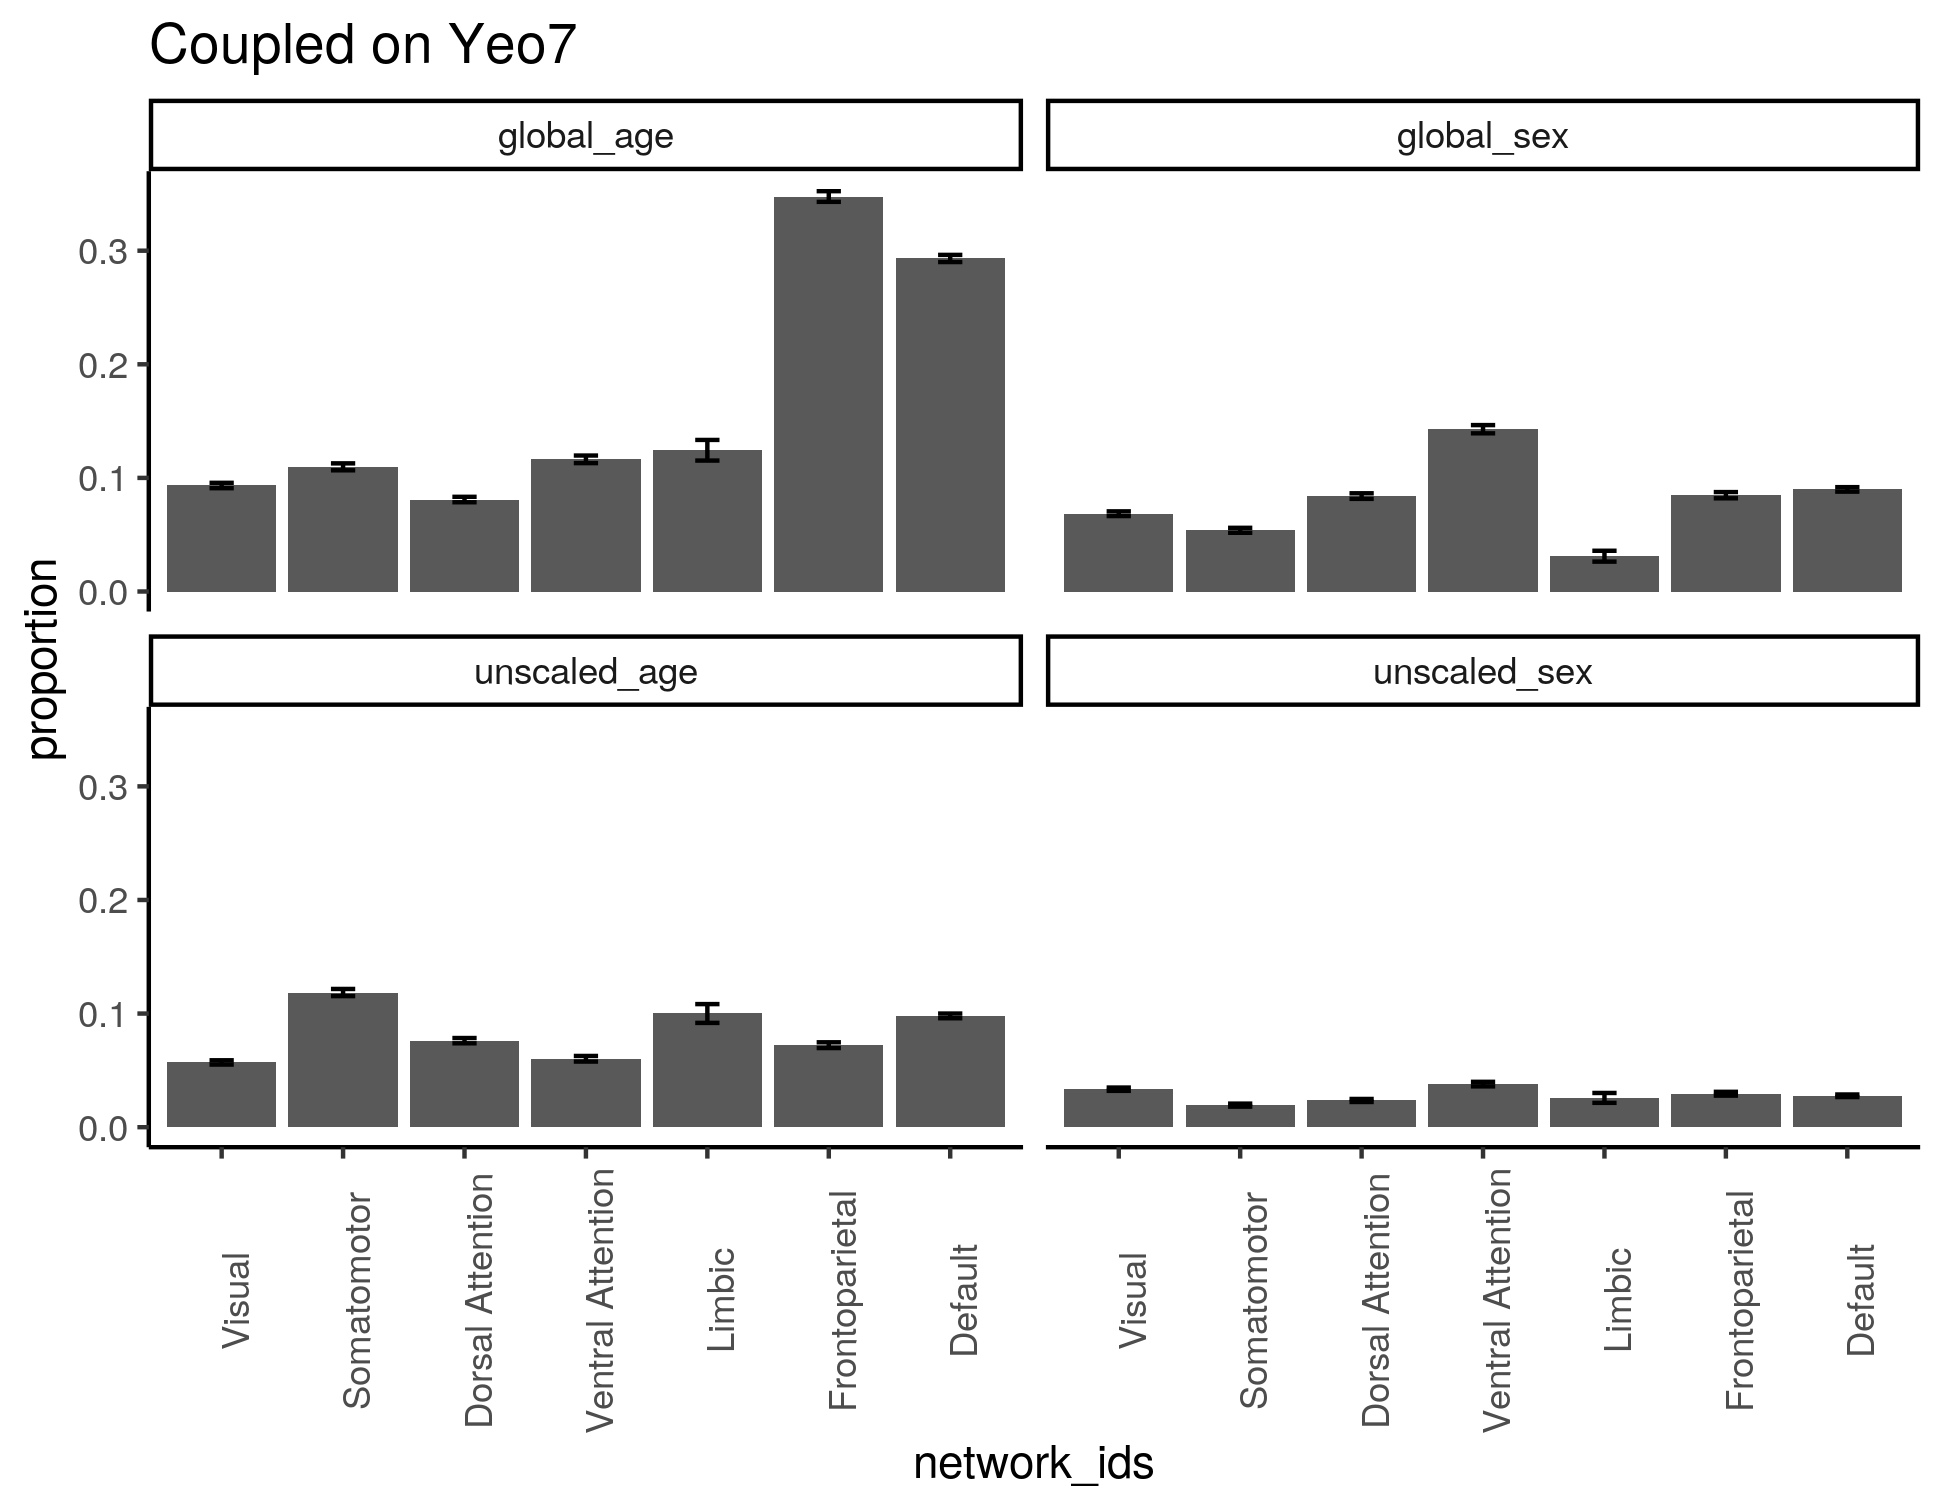 Coupled on Yeo7
global_age
global_sex
0.3
0.2
0.1
0.0
unscaled_age
unscaled_sex
0.3
0.2
0.1
0.0
proportion
Visual
Somatomotor
Dorsal Attention
Ventral Attention
Limbic
Frontoparietal
Default
Visual
Somatomotor
Dorsal Attention
Ventral Attention
Limbic
Frontoparietal
Default
network_ids